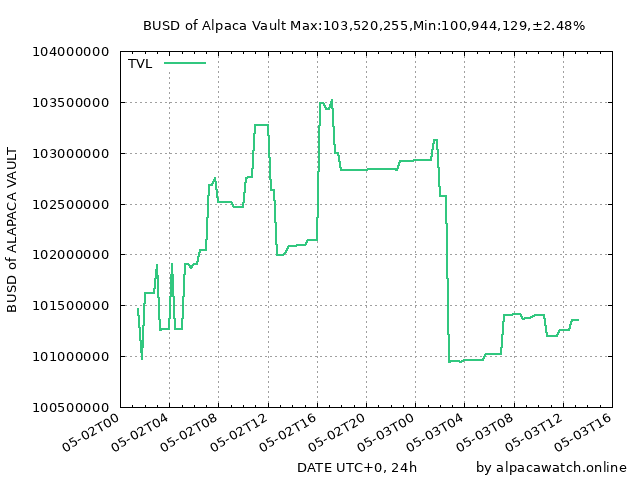 BUSD of Alpaca Vault Max:103,520,255,Min:100,944,129,±2.48%
TVL
104000000
103500000
103000000
102500000
102000000
101500000
101000000
100500000
BUSD of ALAPACA VAULT
05-02T00
05-02T04
05-02T08
05-02T12
05-02T16
05-02T20
05-03T00
05-03T04
05-03T08
05-03T12
05-03T16
DATE UTC+0, 24h
by alpacawatch.online